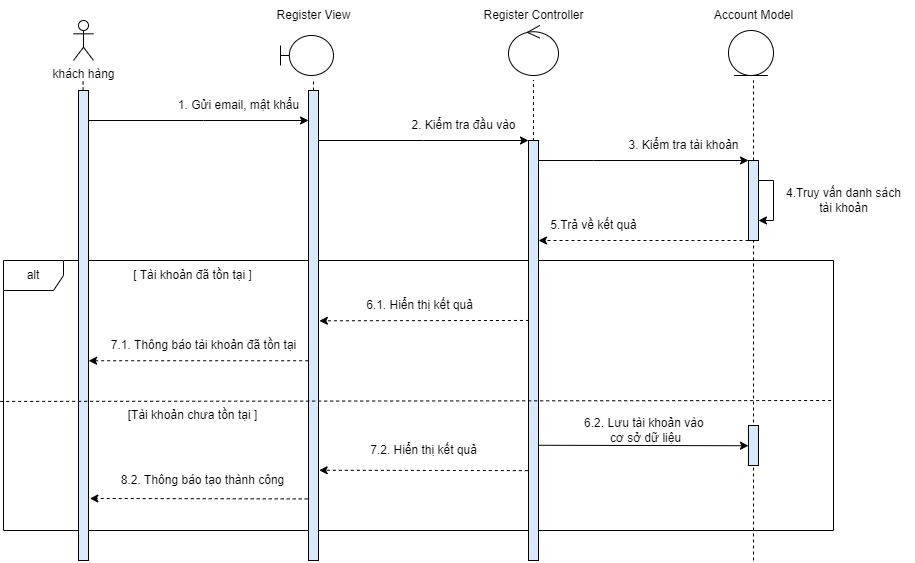 Register View
Register Controller
Account Model
khách hàng
1. Gửi email, mật khẩu
2. Kiểm tra đầu vào
3. Kiểm tra tài khoản
4.Truy vấn danh sách
tài khoản
5.Trả về kết quả
alt
[ Tài khoản đã tồn tại ]
6.1. Hiển thị kết quả
7.1. Thông báo tài khoản đã tồn tại
[Tài khoản chưa tồn tại ]
6.2. Lưu tài khoản vào
cơ sở dữ liệu
7.2. Hiển thị kết quả
8.2. Thông báo tạo thành công